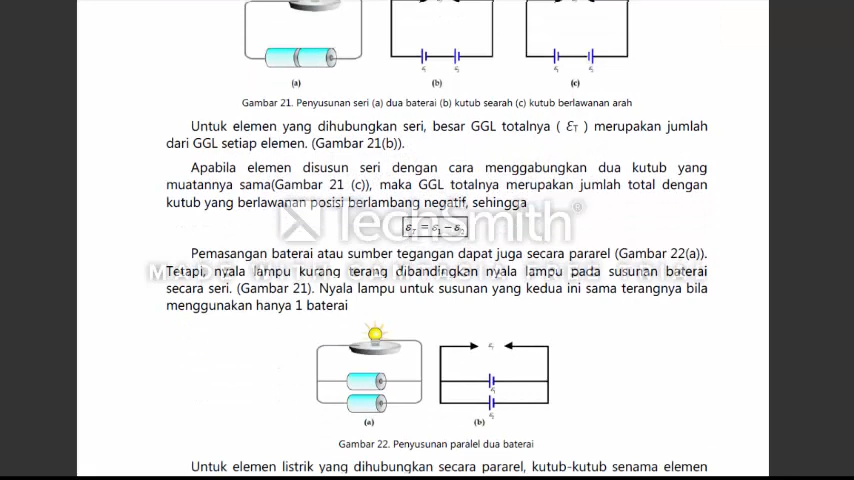 (a)
(b)
(c)
Gambar 21. Penyusunan seri (a) dua baterai (b) kutub searah (c) kutub berlawanan arah
Untuk elemen yang dihubungkan seri, besar GGL totalnya ( ℰT ) merupakan jumlah
dari GGL setiap elemen. (Gambar 21(b)).
Apabila elemen disusun seri dengan cara menggabungkan dua kutub yang
muatannya sama(Gambar 21 (c)), maka GGL totalnya merupakan jumlah total dengan
kutub yang berlawanan posisi berlambang negatif, sehingga
TechSmith®
ℰT = ε1 − ε2
Pemasangan baterai atau sumber tegangan dapat juga secara pararel (Gambar 22(a)).
Tetapi nyala lampu kurang terang dibandingkan nyala lampu pada susunan baterai
secara seri. (Gambar 21). Nyala lampu untuk susunan yang kedua ini sama terangnya bila
menggunakan hanya 1 baterai
(a)
(b)
Gambar 22. Penyusunan paralel dua baterai
Untuk elemen listrik yang dihubungkan secara pararel, kutub-kutub senama elemen